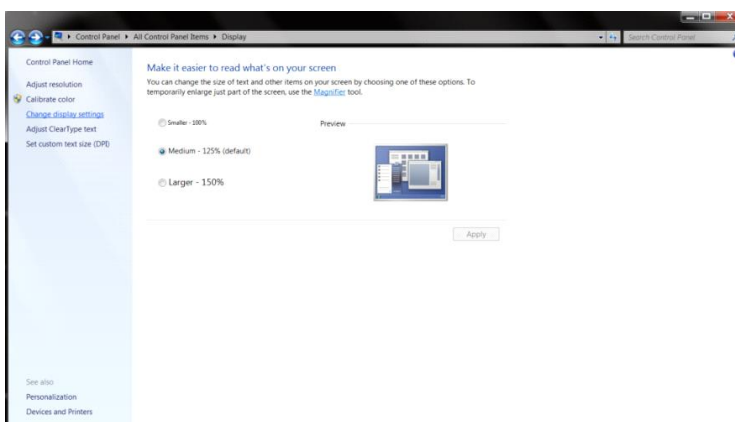 Control Panel ▸ All Control Panel Items ▸ Display
Search Control Panel
Control Panel Home
Adjust resolution
Calibrate color
Change display settings
Adjust ClearType text
Set custom text size (DPI)
Make it easier to read what's on your screen
You can change the size of text and other items on your screen by choosing one of these options. To
temporarily enlarge just part of the screen, use the Magnifier tool.
Smaller - 100%
Preview
Medium - 125% (default)
Larger - 150%
Apply
See also
Personalization
Devices and Printers